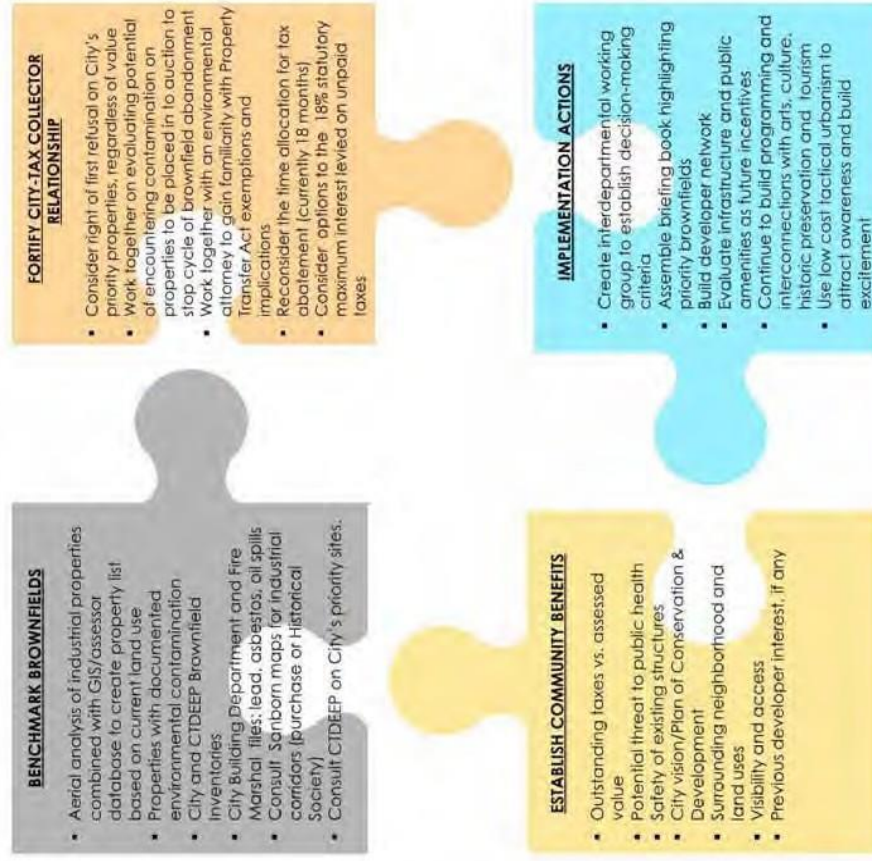 BENCHMARK BROWNFIELDS
▪ Aerial analysis of industrial properties
combined with GIS/assessor
database to create property list
based on current land use
▪ Properties with documented
environmental contamination
▪ City and CTDEEP Brownfield
Inventories
▪ City Building Department and Fire
Marshal files: lead, asbestos, oil spills
▪ Consult Sanborn maps for industrial
corridors (purchase or Historical
Society)
▪ Consult CTDEEP on City's priority sites.
FORTIFY CITY-TAX COLLECTOR
RELATIONSHIP
▪ Consider right of first refusal on City's
priority properties, regardless of value
▪ Work together on evaluating potential
of encountering contamination on
properties to be placed in to auction to
stop cycle of brownfield abandonment
▪ Work together with an environmental
attorney to gain familiarity with Property
Transfer Act exemptions and
implications
▪ Reconsider the time allocation for tax
abatement (currently 18 months)
▪ Consider options to the 18% statutory
maximum interest levied on unpaid
taxes
ESTABLISH COMMUNITY BENEFITS
▪ Outstanding taxes vs. assessed
value
▪ Potential threat to public health
▪ Safety of existing structures
▪ City vision/Plan of Conservation &
Development
▪ Surrounding neighborhood and
land uses
▪ Visibility and access
▪ Previous developer interest, if any
IMPLEMENTATION ACTIONS
▪ Create interdepartmental working
group to establish decision-making
criteria
▪ Assemble briefing book highlighting
priority brownfields
▪ Build developer network
▪ Evaluate infrastructure and public
amenities as future incentives
▪ Continue to build programming and
interconnections with arts, culture,
historic preservation and tourism
▪ Use low cost tactical urbanism to
attract awareness and build
excitement